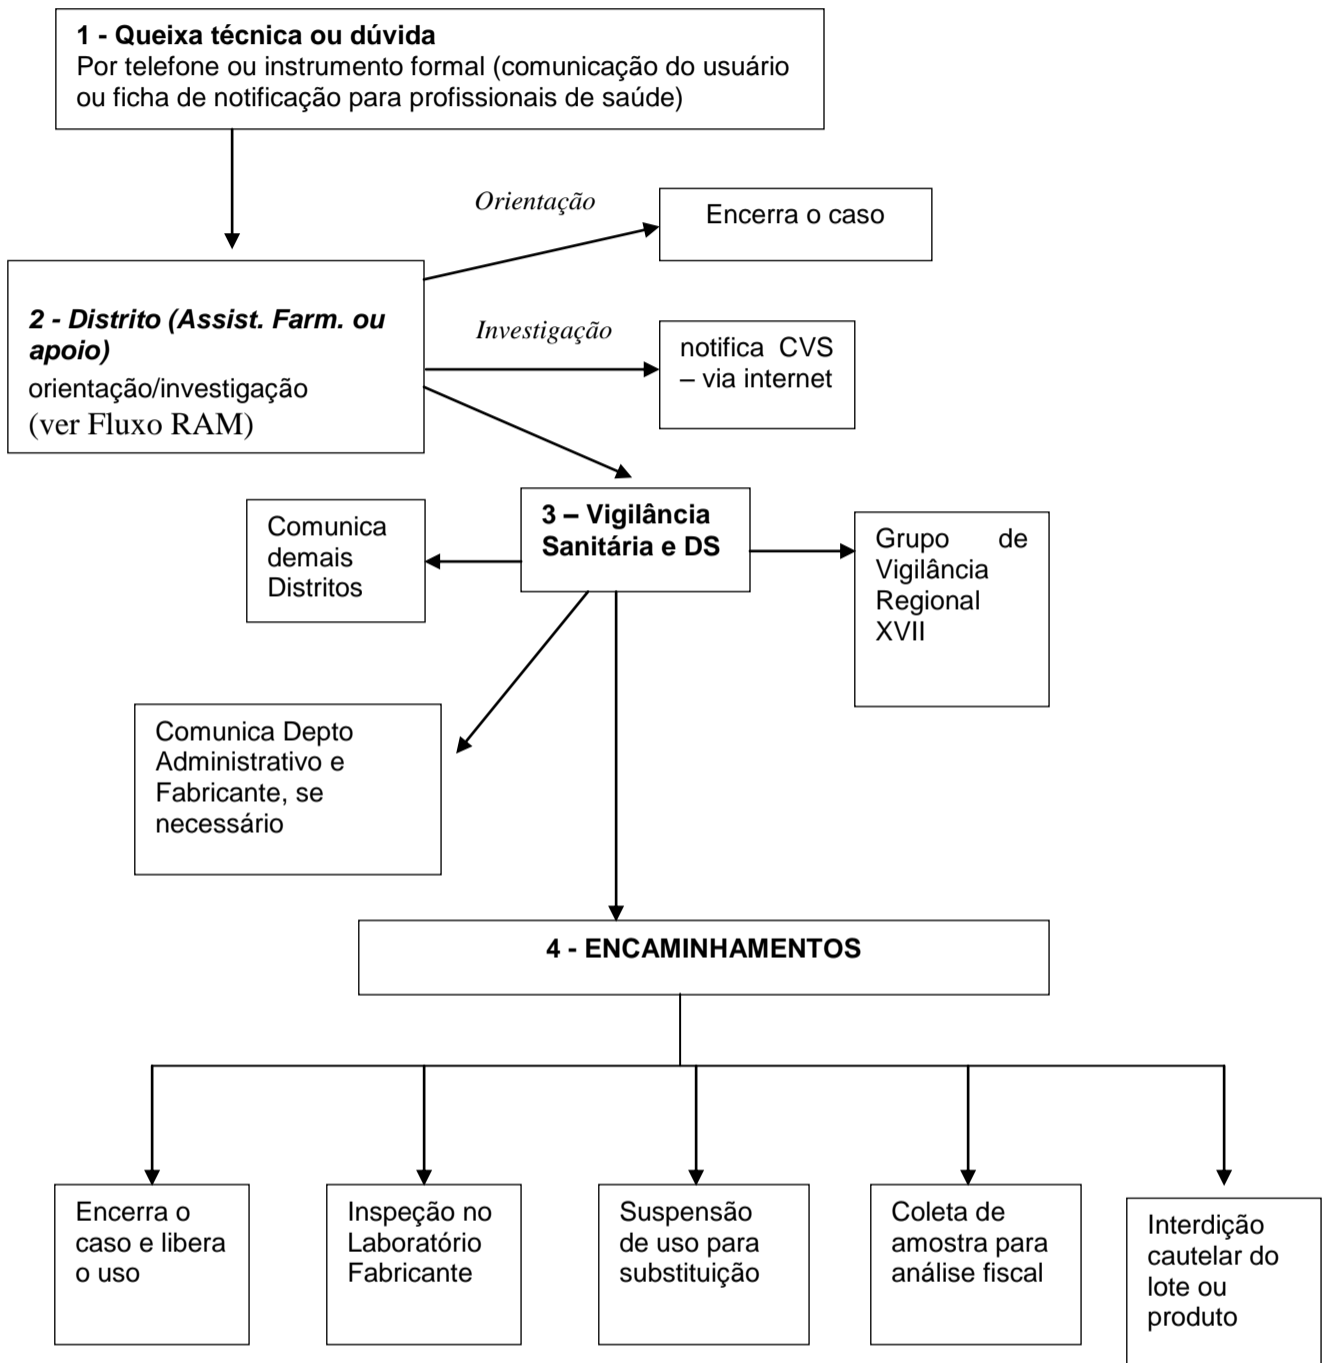 1 - Queixa técnica ou dúvida
Por telefone ou instrumento formal (comunicação do usuário
ou ficha de notificação para profissionais de saúde)
Orientação
Encerra o caso
2 - Distrito (Assist. Farm. ou
apoio)
orientação/investigação
(ver Fluxo RAM)
Investigação
notifica CVS
– via internet
3 – Vigilância
Sanitária e DS
Comunica
demais
Distritos
Grupo de
Vigilância
Regional
XVII
Comunica Depto
Administrativo e
Fabricante, se
necessário
4 - ENCAMINHAMENTOS
Encerra o
caso e libera
o uso
Inspeção no
Laboratório
Fabricante
Suspensão
de uso para
substituição
Coleta de
amostra para
análise fiscal
Interdição
cautelar do
lote ou
produto